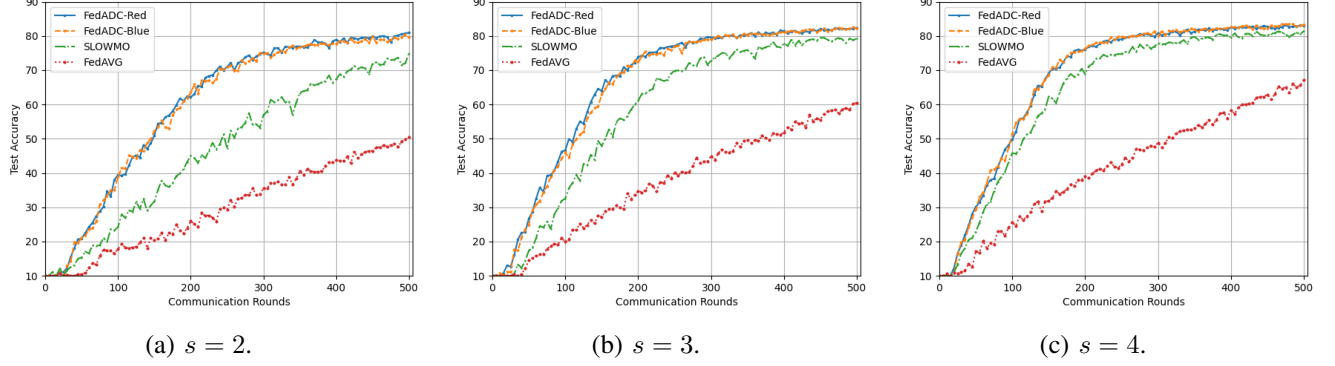 FedADC-Red
FedADC-Blue
SLOWMO
FedAVG
90
80
70
60
50
40
30
20
10
Test Accuracy
0 100 200 300 400 500
Communication Rounds
(a) s = 2.
FedADC-Red
FedADC-Blue
SLOWMO
FedAVG
90
80
70
60
50
40
30
20
10
Test Accuracy
0 100 200 300 400 500
Communication Rounds
(b) s = 3.
FedADC-Red
FedADC-Blue
SLOWMO
FedAVG
90
80
70
60
50
40
30
20
10
Test Accuracy
0 100 200 300 400 500
Communication Rounds
(c) s = 4.